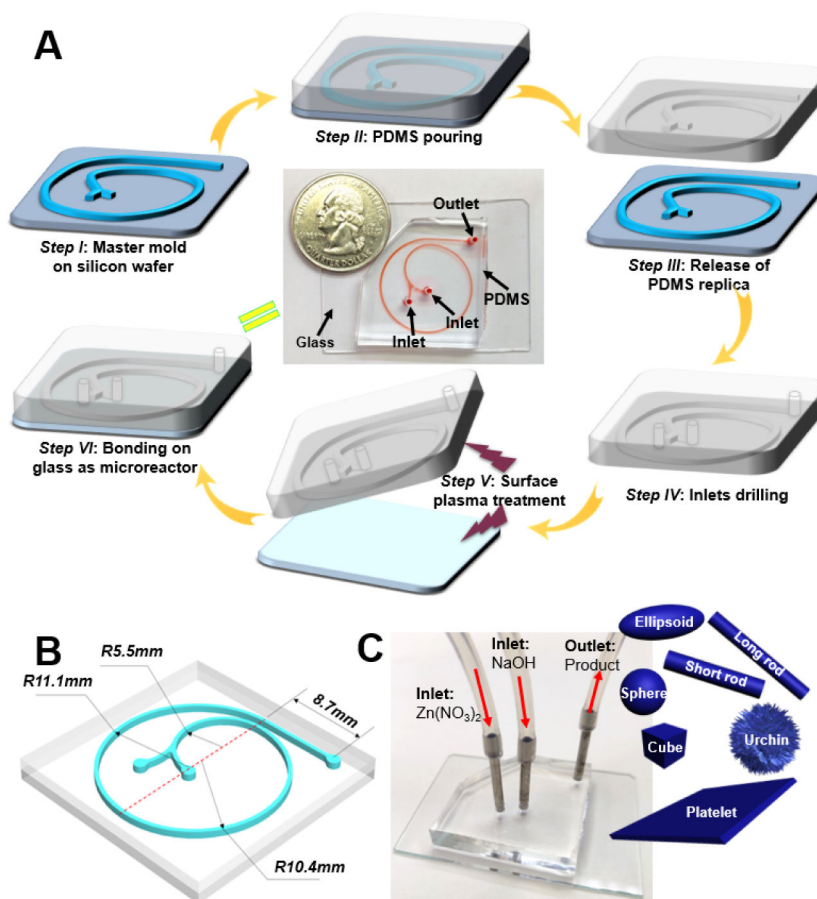 A
Step II: PDMS pouring
Step I: Master mold
on silicon wafer
Outlet
PDMS
Inlet
Inlet
Glass
QUARTER DOLLAR
Step III: Release of
PDMS replica
Step VI: Bonding on
glass as microreactor
Step V: Surface
plasma treatment
Step IV: Inlets drilling
B
R5.5mm
R11.1mm
8.7mm
R10.4mm
C
Inlet:
NaOH
Outlet:
Product
Inlet:
Zn(NO₃)₂
Ellipsoid
Long rod
Short rod
Sphere
Cube
Urchin
Platelet